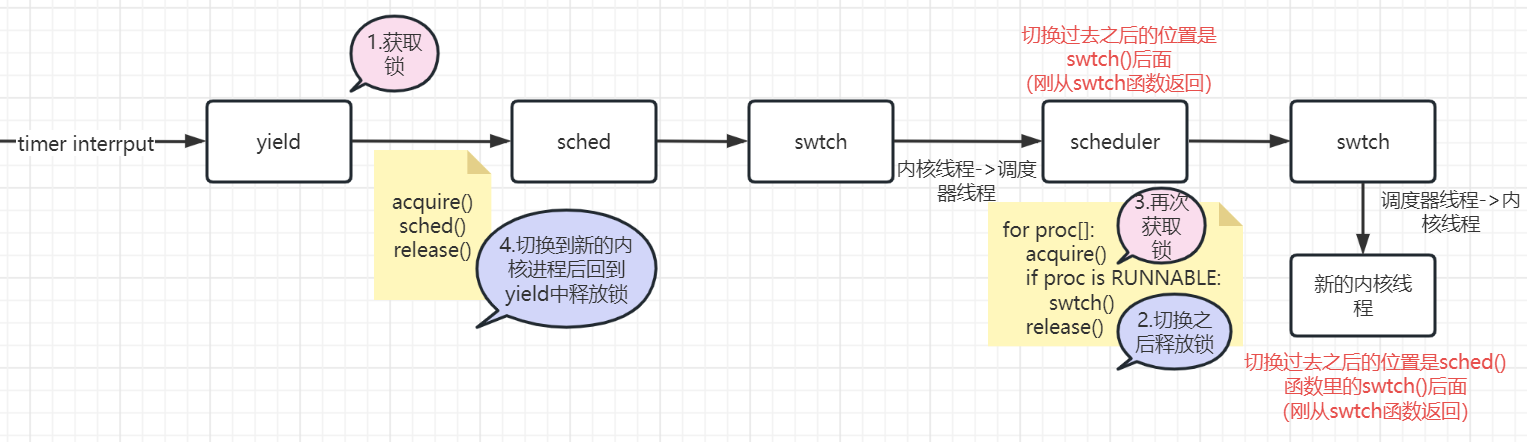 1.获取
锁
切换过去之后的位置是
swtch()后面
(刚从swtch函数返回)
timer interrput
yield
sched
swtch
scheduler
swtch
内核线程->调度
器线程
调度器线程->内
核线程
acquire()
sched()
release()
4.切换到新的内
核进程后回到
yield中释放锁
for proc[]:
acquire()
if proc is RUNNABLE:
swtch()
release()
3.再次
获取
锁
2.切换之
后释放锁
新的内核线
程
切换过去之后的位置是sched()
函数里的swtch()后面
(刚从swtch函数返回)